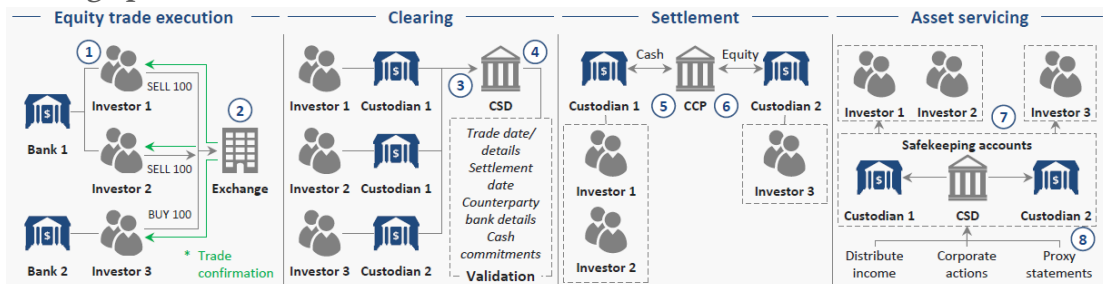 Equity trade execution
Clearing
Settlement
Asset servicing
1
SELL 100
Investor 1
Bank 1
2
Exchange
SELL 100
Investor 2
BUY 100
Bank 2
Investor 3
* Trade
confirmation
Investor 1
Custodian 1
3
4
CSD
Investor 2
Custodian 1
Investor 3
Custodian 2
Trade date/
details
Settlement
date
Counterparty
bank details
Cash
commitments
Validation
Cash
Equity
Custodian 1
5
CCP
6
Custodian 2
Investor 1
Investor 2
Investor 3
Investor 1
Investor 2
Investor 3
7
Safekeeping accounts
Custodian 1
CSD
Custodian 2
8
Distribute
income
Corporate
actions
Proxy
statements